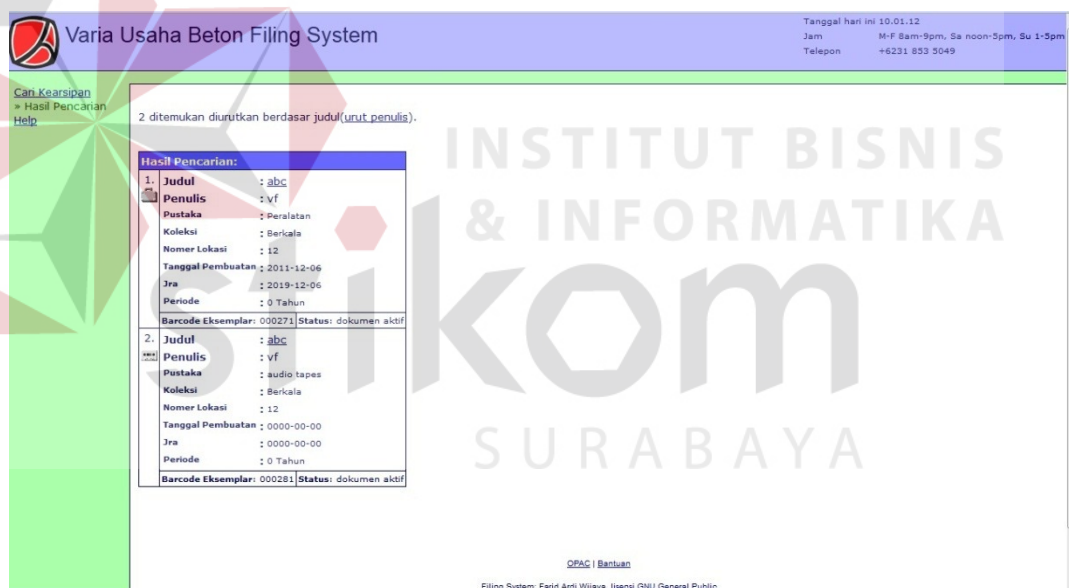 Varia Usaha Beton Filing System
Tanggal hari ini 10.01.12
Jam M-F 8am-9pm, Sa noon-5pm, Su 1-5pm
Telepon +6231 853 5049
Cari Kearsipan
» Hasil Pencarian
Help
2 ditemukan diurutkan berdasar judul(urut penulis).
Hasil Pencarian:
1. Judul : abc
Penulis : vf
Pustaka : Peralatan
Koleksi : Berkala
Nomer Lokasi : 12
Tanggal Pembuatan : 2011-12-06
Jra : 2019-12-06
Periode : 0 Tahun
Barcode Eksemplar: 000271 Status: dokumen aktif
2. Judul : abc
Penulis : vf
Pustaka : audio tapes
Koleksi : Berkala
Nomer Lokasi : 12
Tanggal Pembuatan : 0000-00-00
Jra : 0000-00-00
Periode : 0 Tahun
Barcode Eksemplar: 000281 Status: dokumen aktif
INSTITUT BISNIS
& INFORMATIKA
stikom
SURABAYA
OPAC | Bantuan
Filing System: Farid Ardi Wijaya, lisensi GNU General Public